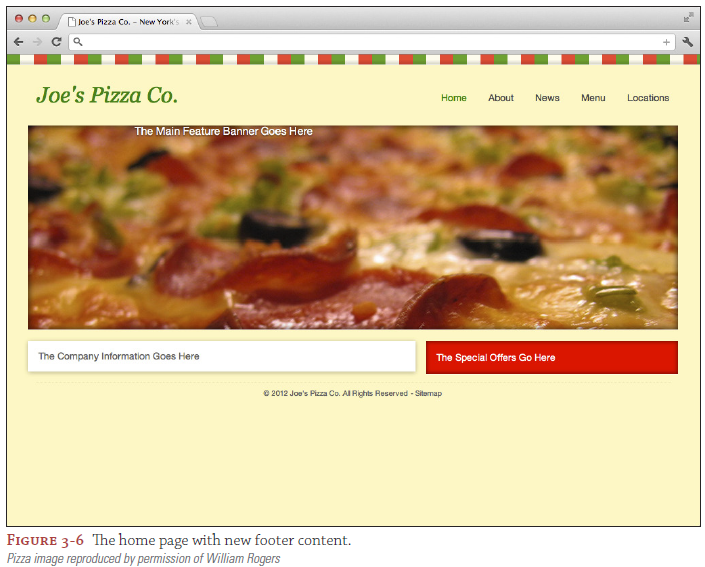 Joe's Pizza Co. – New York's
Joe's Pizza Co.
Home About News Menu Locations
The Main Feature Banner Goes Here
The Company Information Goes Here
The Special Offers Go Here
© 2012 Joe's Pizza Co. All Rights Reserved - Sitemap
FIGURE 3-6 The home page with new footer content.
Pizza image reproduced by permission of William Rogers